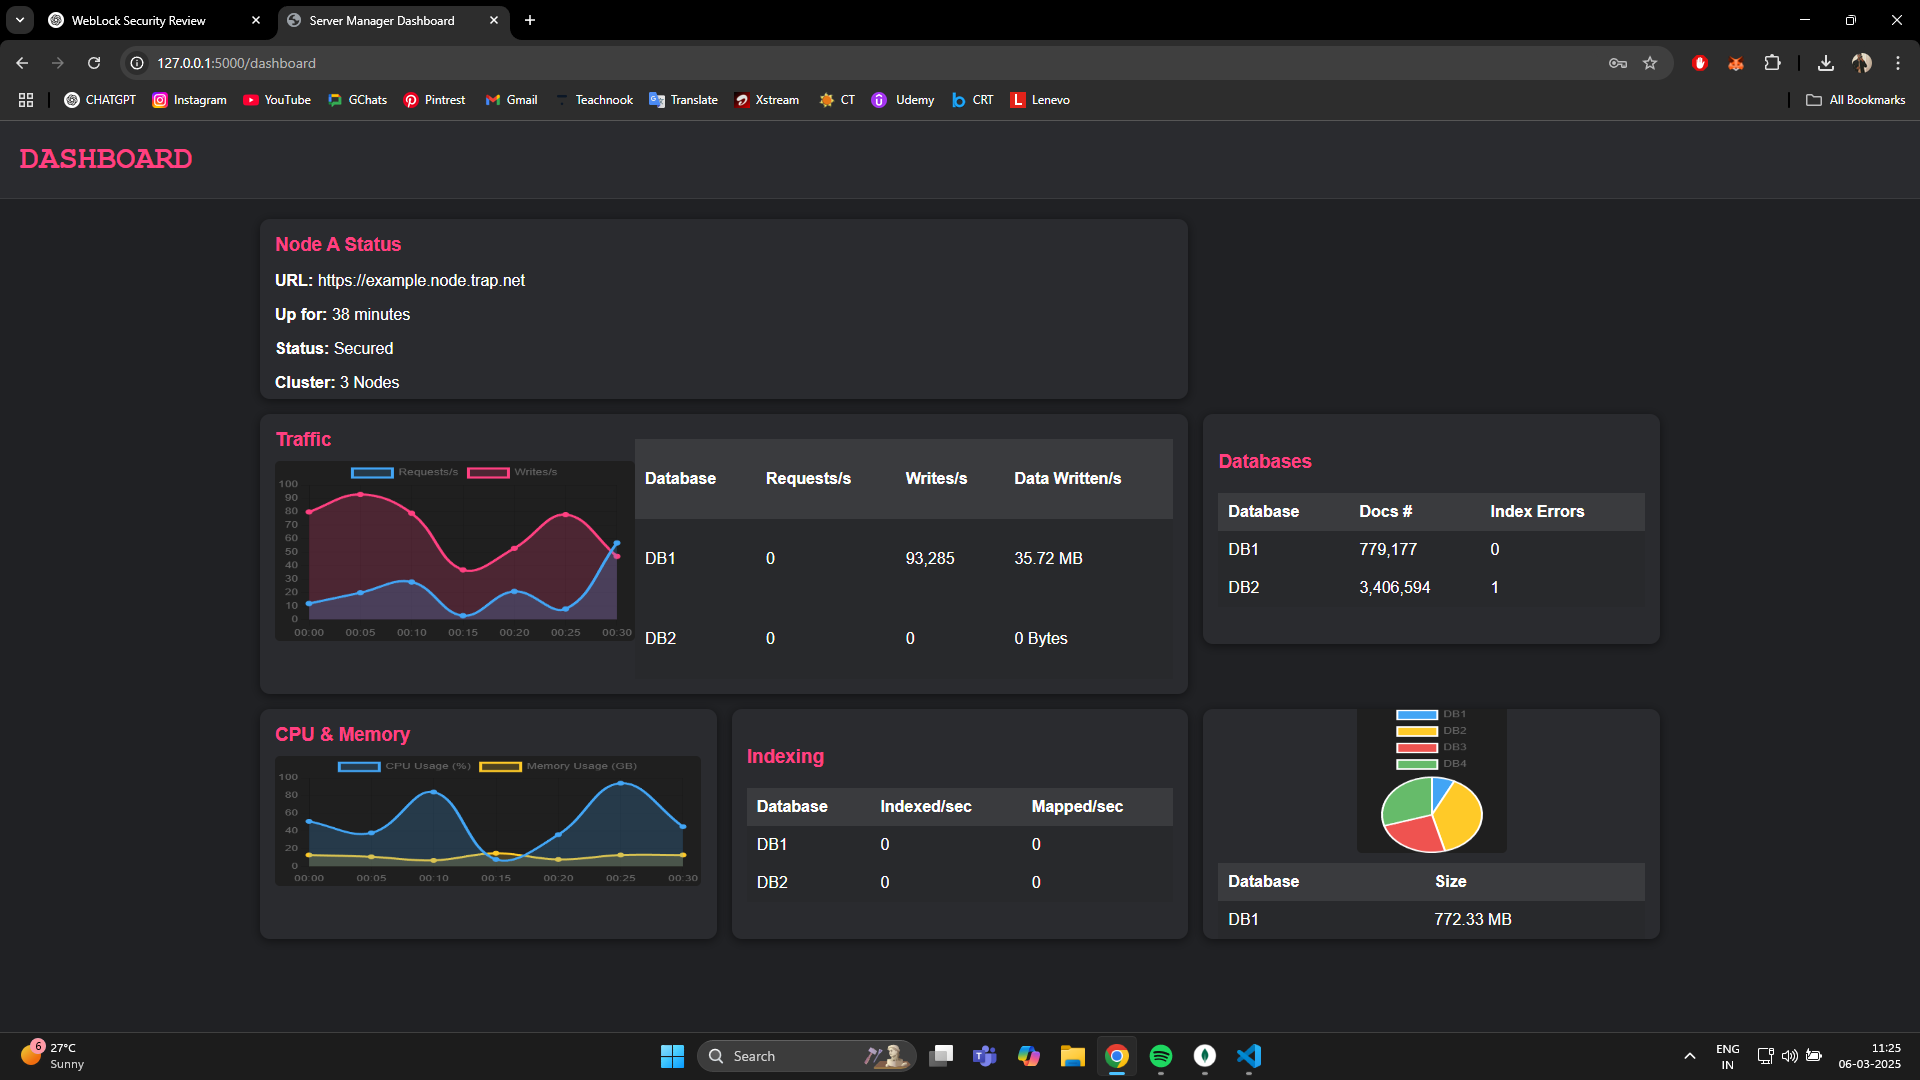 WebLock Security Review
Server Manager Dashboard
127.0.0.1:5000/dashboard
CHATGPT Instagram YouTube GChats Pintrest Gmail Teachnook Translate Xstream CT Udemy CRT Lenevo All Bookmarks
DASHBOARD
Node A Status
URL: https://example.node.trap.net
Up for: 38 minutes
Status: Secured
Cluster: 3 Nodes
Traffic
Requests/s Writes/s
100
90
80
70
60
50
40
30
20
10
0
00:00 00:05 00:10 00:15 00:20 00:25 00:30
Database Requests/s Writes/s Data Written/s
DB1 0 93,285 35.72 MB
DB2 0 0 0 Bytes
Databases
Database Docs # Index Errors
DB1 779,177 0
DB2 3,406,594 1
CPU & Memory
CPU Usage (%) Memory Usage (GB)
100
80
60
40
20
0
00:00 00:05 00:10 00:15 00:20 00:25 00:30
Indexing
Database Indexed/sec Mapped/sec
DB1 0 0
DB2 0 0
DB1
DB2
DB3
DB4
Database Size
DB1 772.33 MB
6
27°C
Sunny
Search
ENG
IN
11:25
06-03-2025